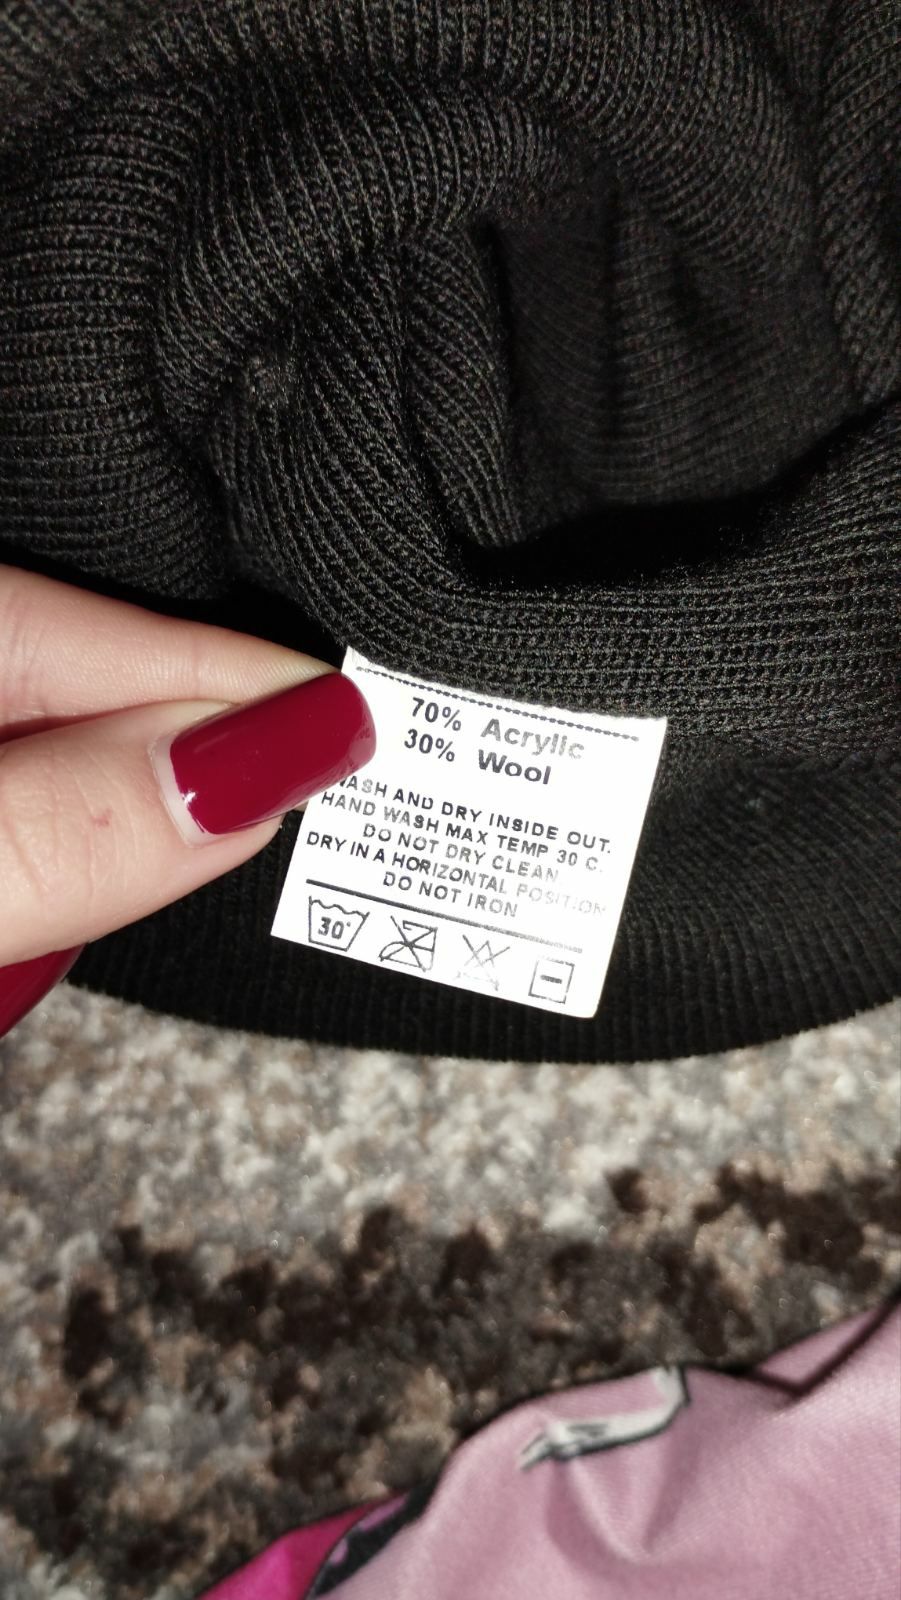 70% Acrylic
30% Wool
WASH AND DRY INSIDE OUT.
HAND WASH MAX TEMP 30 C.
DO NOT DRY CLEAN.
DRY IN A HORIZONTAL POSITION
DO NOT IRON
30°